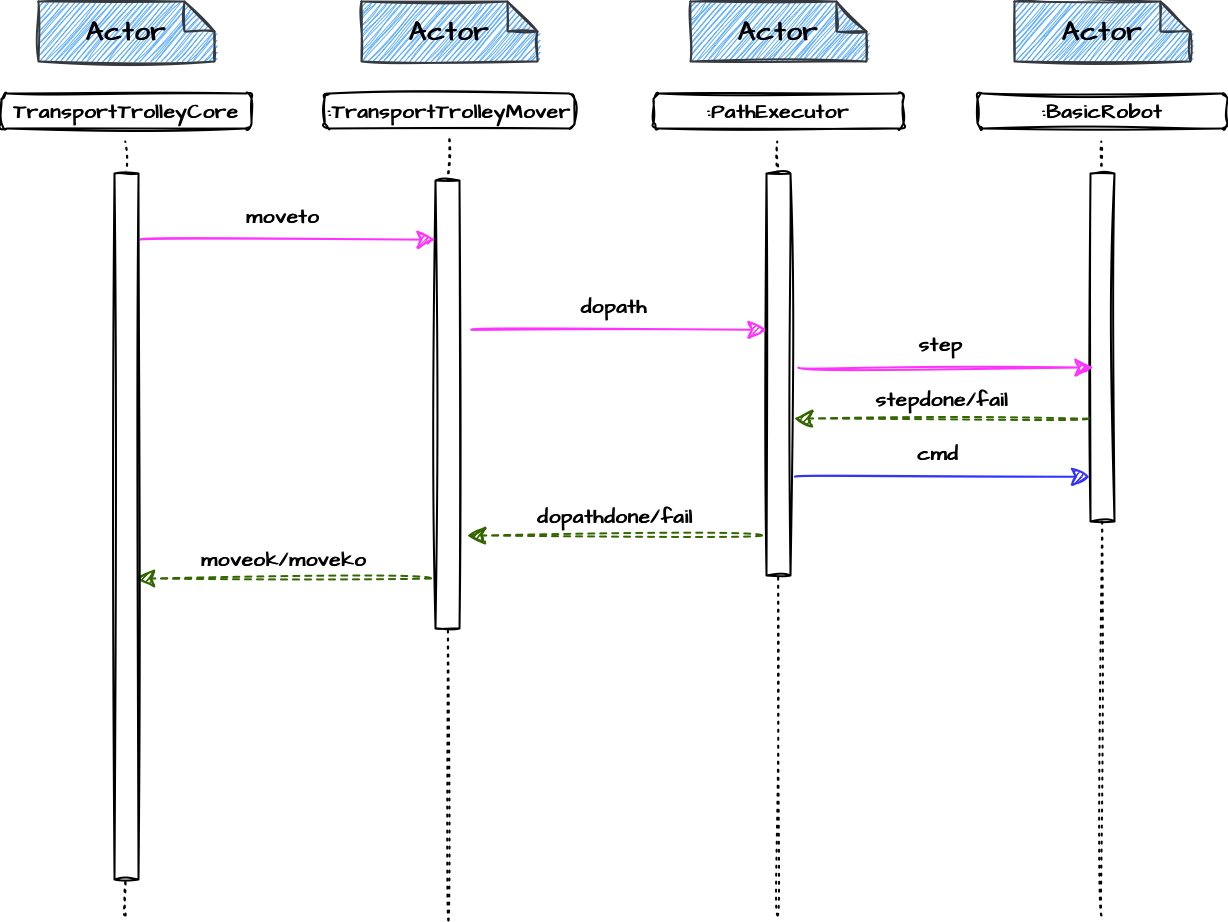 Actor Actor Actor Actor
TransportTrolleyCore :TransportTrolleyMover :PathExecutor :BasicRobot
moveto
dopath
step
stepdone/fail
cmd
dopathdone/fail
moveok/moveko